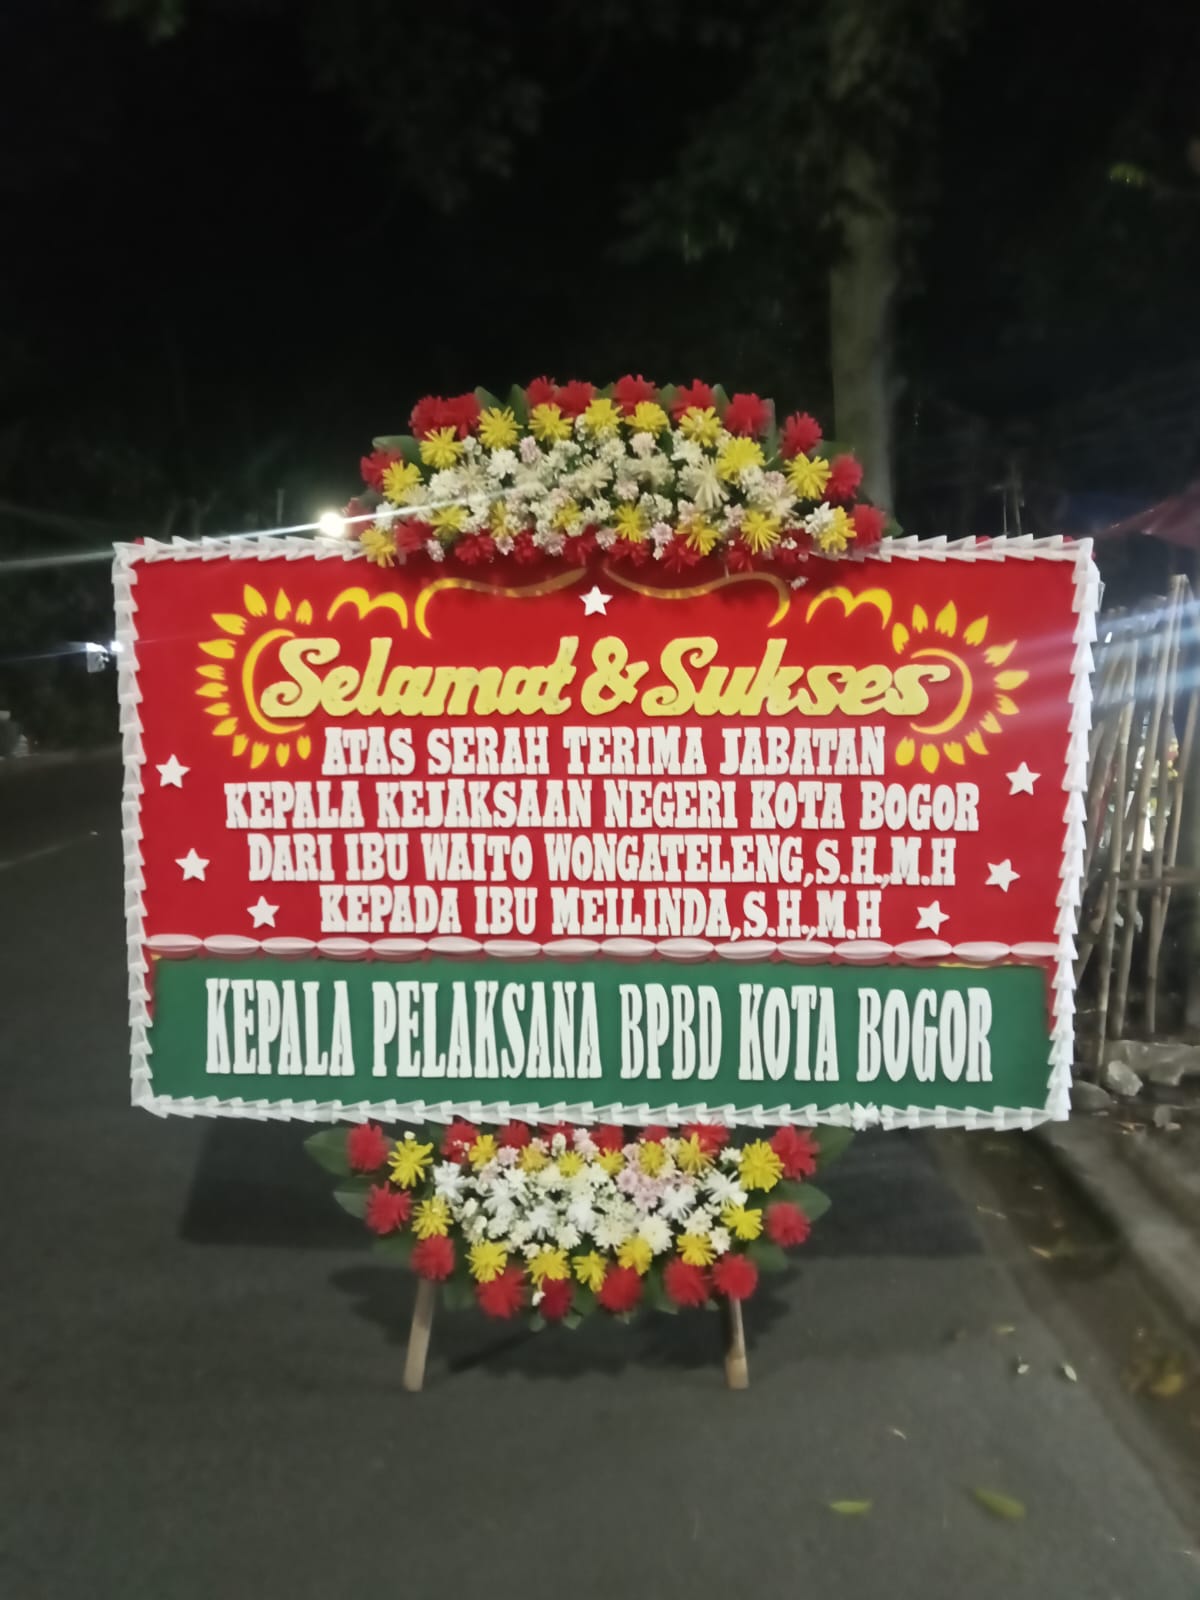 Selamat & Sukses
ATAS SERAH TERIMA JABATAN
KEPALA KEJAKSAAN NEGERI KOTA BOGOR
DARI IBU WAITO WONGATELENG,S.H.,M.H
KEPADA IBU MEILINDA,S.H.,M.H
KEPALA PELAKSANA BPBD KOTA BOGOR